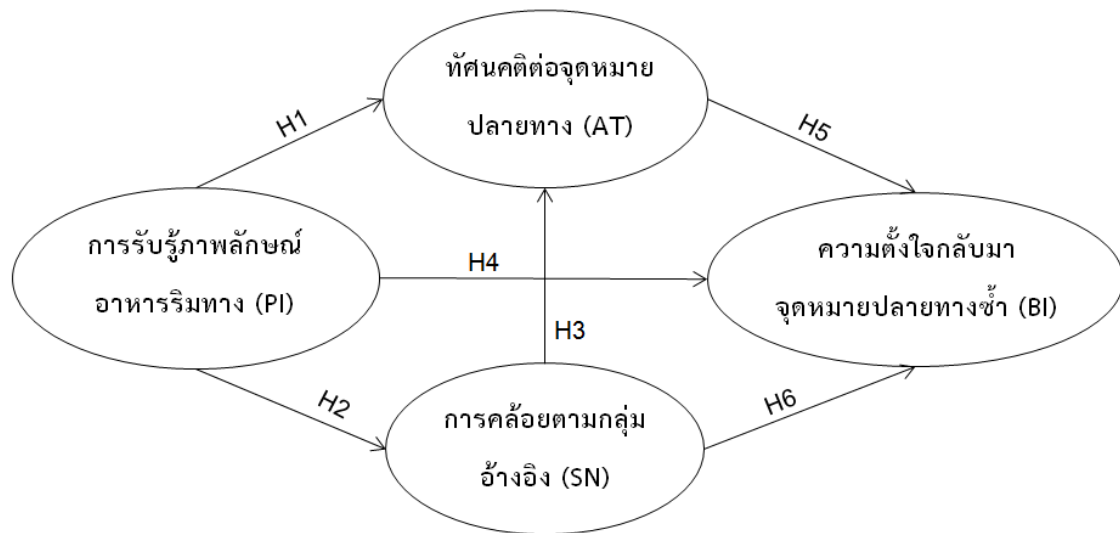 ทัศนคติต่อจุดหมาย
ปลายทาง (AT)
H1
H5
การรับรู้ภาพลักษณ์
อาหารริมทาง (PI)
H4
ความตั้งใจกลับมา
จุดหมายปลายทางซ้ำ (BI)
H3
H2
H6
การคล้อยตามกลุ่ม
อ้างอิง (SN)